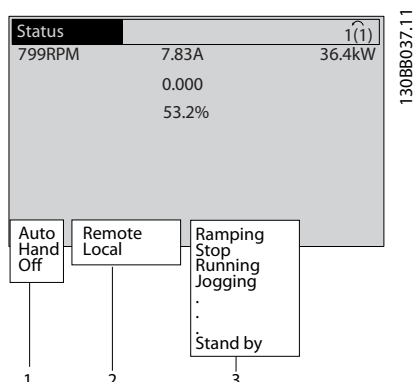 Status 1(1)
799RPM 7.83A 36.4kW
0.000
53.2%
Auto
Hand
Off
Remote
Local
Ramping
Stop
Running
Jogging
.
.
.
Stand by
1 2 3
130BB037.11